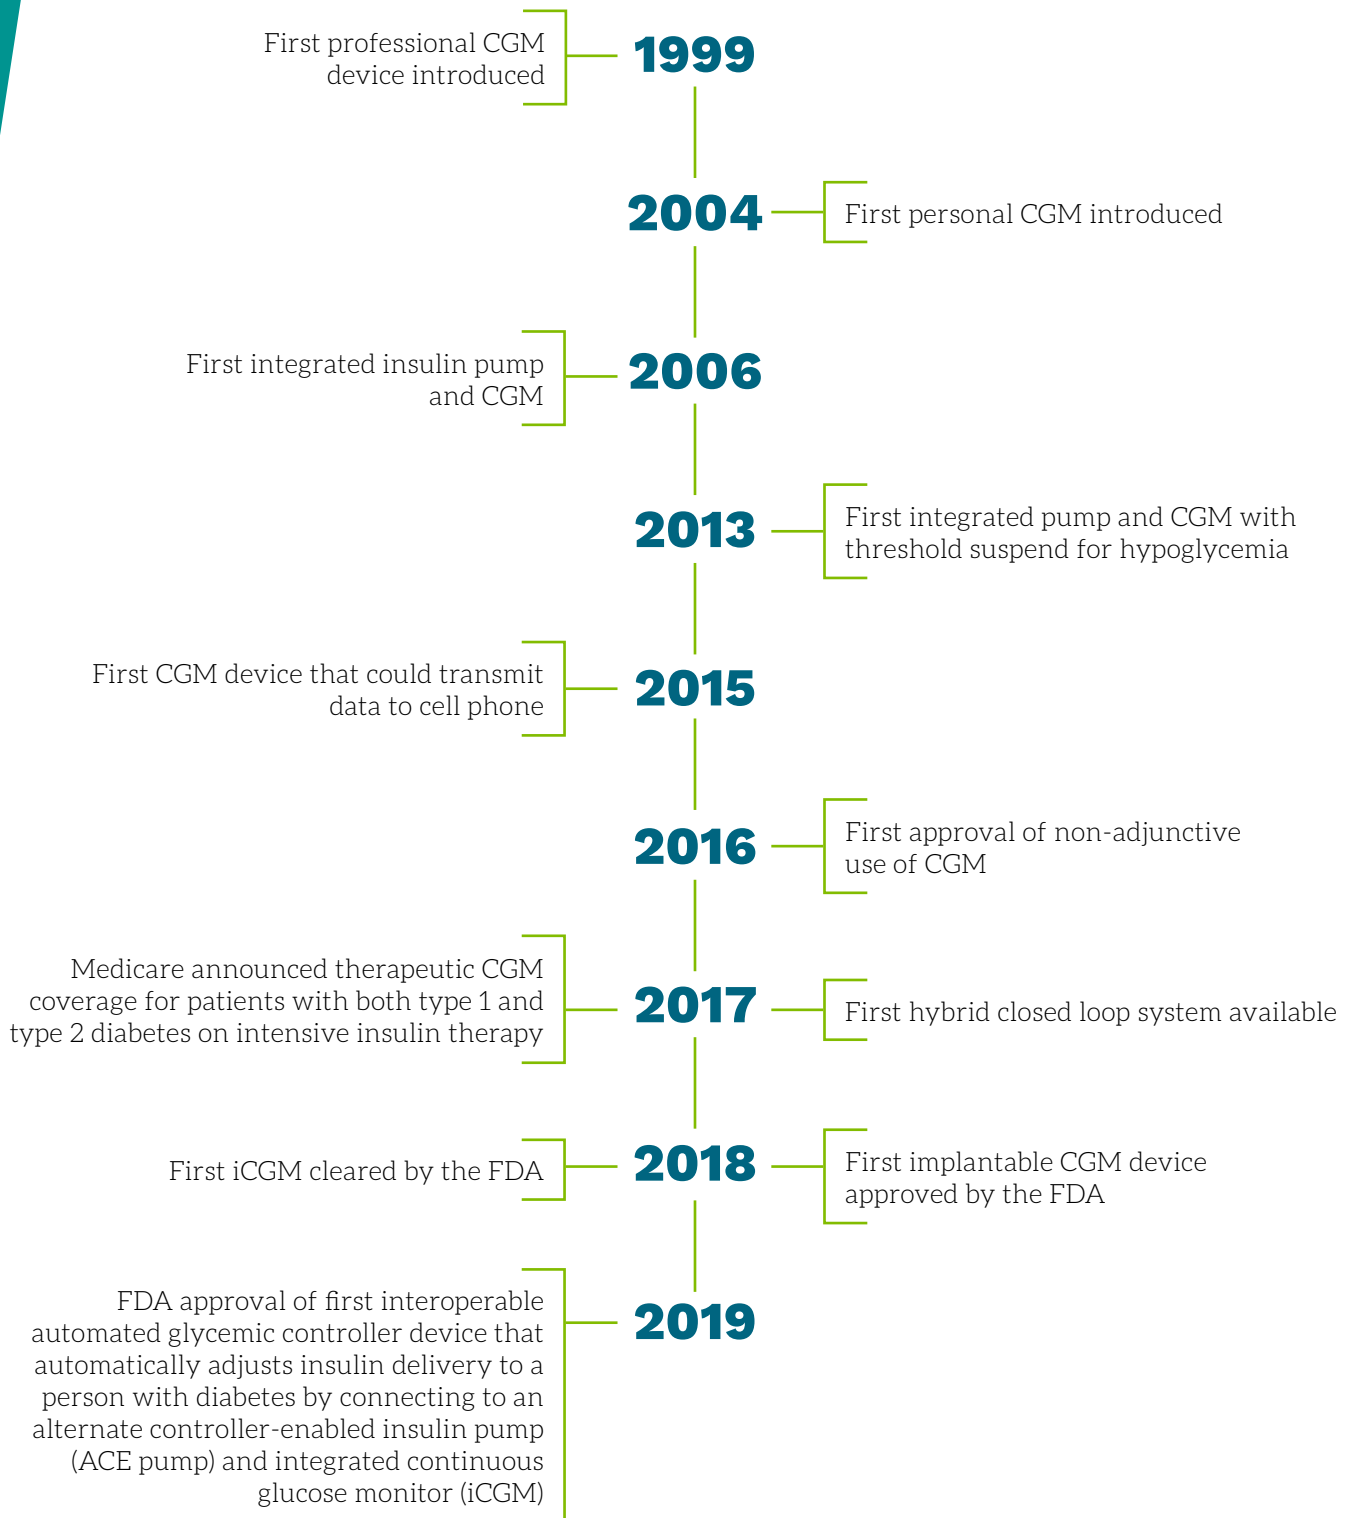 First professional CGM
device introduced
1999
2004
First personal CGM introduced
First integrated insulin pump
and CGM
2006
2013
First integrated pump and CGM with
threshold suspend for hypoglycemia
First CGM device that could transmit
data to cell phone
2015
2016
First approval of non-adjunctive
use of CGM
Medicare announced therapeutic CGM
coverage for patients with both type 1 and
type 2 diabetes on intensive insulin therapy
2017
First hybrid closed loop system available
First iCGM cleared by the FDA
2018
First implantable CGM device
approved by the FDA
FDA approval of first interoperable
automated glycemic controller device that
automatically adjusts insulin delivery to a
person with diabetes by connecting to an
alternate controller-enabled insulin pump
(ACE pump) and integrated continuous
glucose monitor (iCGM)
2019